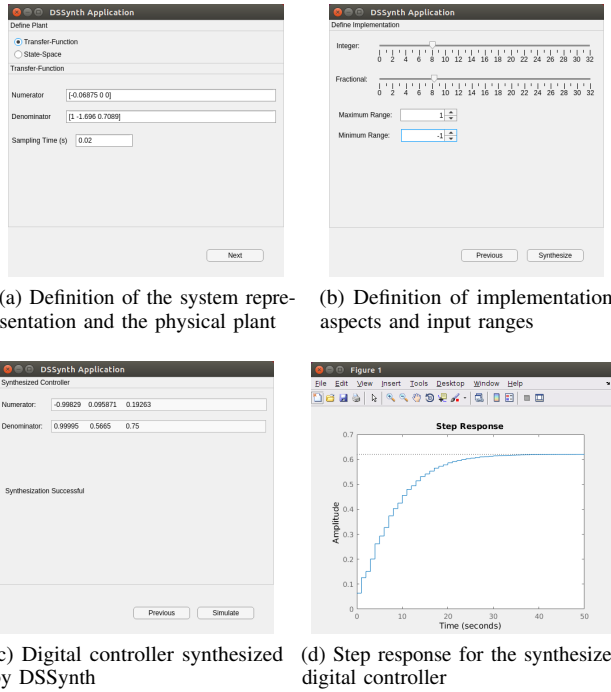 DSSynth Application
Define Plant
Transfer-Function
State-Space
Transfer-Function
Numerator [-0.06875 0 0]
Denominator [1 -1.696 0.7089]
Sampling Time (s) 0.02
Next
(a) Definition of the system repre-
sentation and the physical plant
DSSynth Application
Define Implementation
Integer:
0 2 4 6 8 10 12 14 16 18 20 22 24 26 28 30 32
Fractional:
0 2 4 6 8 10 12 14 16 18 20 22 24 26 28 30 32
Maximum Range: 1
Minimum Range: -1
Previous Synthesize
(b) Definition of implementation
aspects and input ranges
DSSynth Application
Synthesized Controller
Numerator: -0.99829 0.095871 0.19263
Denominator: 0.99995 0.5665 0.75
Synthesization Successful
Previous Simulate
c) Digital controller synthesized
by DSSynth
Figure 1
File Edit View Insert Tools Desktop Window Help
Step Response
Amplitude
0.7
0.6
0.5
0.4
0.3
0.2
0.1
0
0 10 20 30 40 50
Time (seconds)
(d) Step response for the synthesize
digital controller